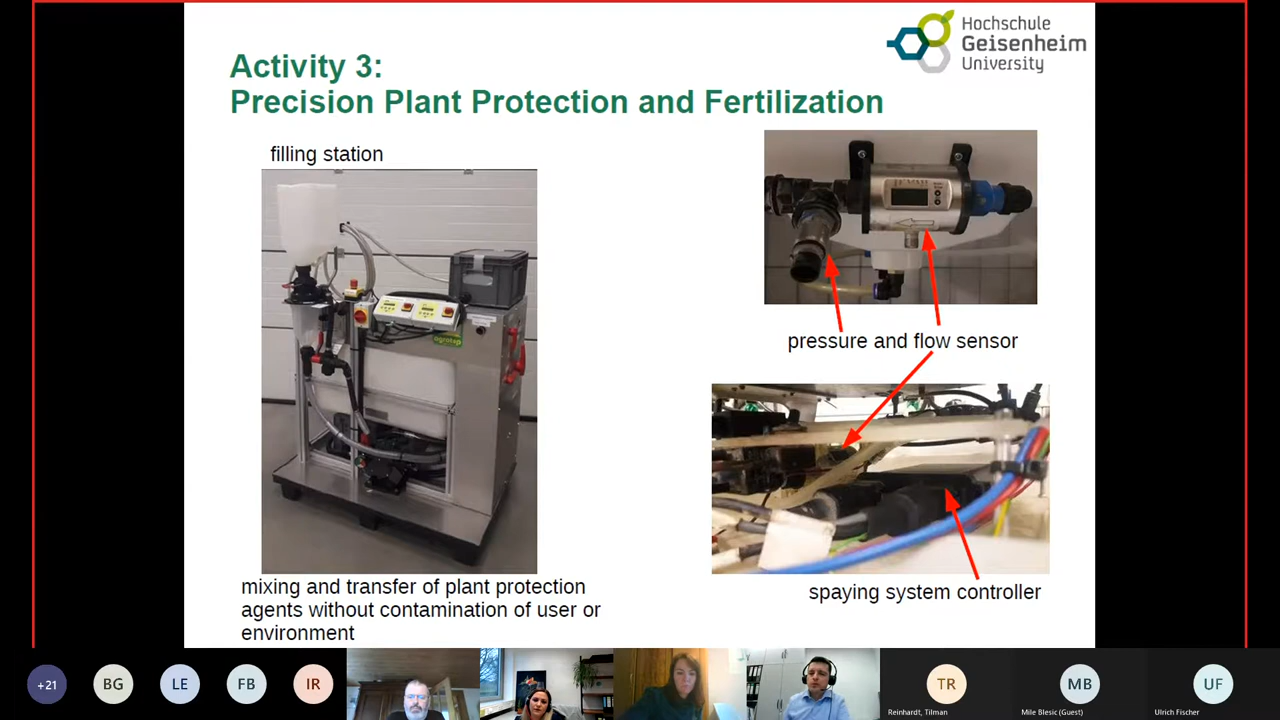 Hochschule
Geisenheim
University
Activity 3:
Precision Plant Protection and Fertilization
filling station
agrotop
pressure and flow sensor
spaying system controller
mixing and transfer of plant protection
agents without contamination of user or
environment
+21
BG
LE
FB
IR
TR
Reinhardt, Tilman
MB
Mile Blesic (Guest)
UF
Ulrich Fischer